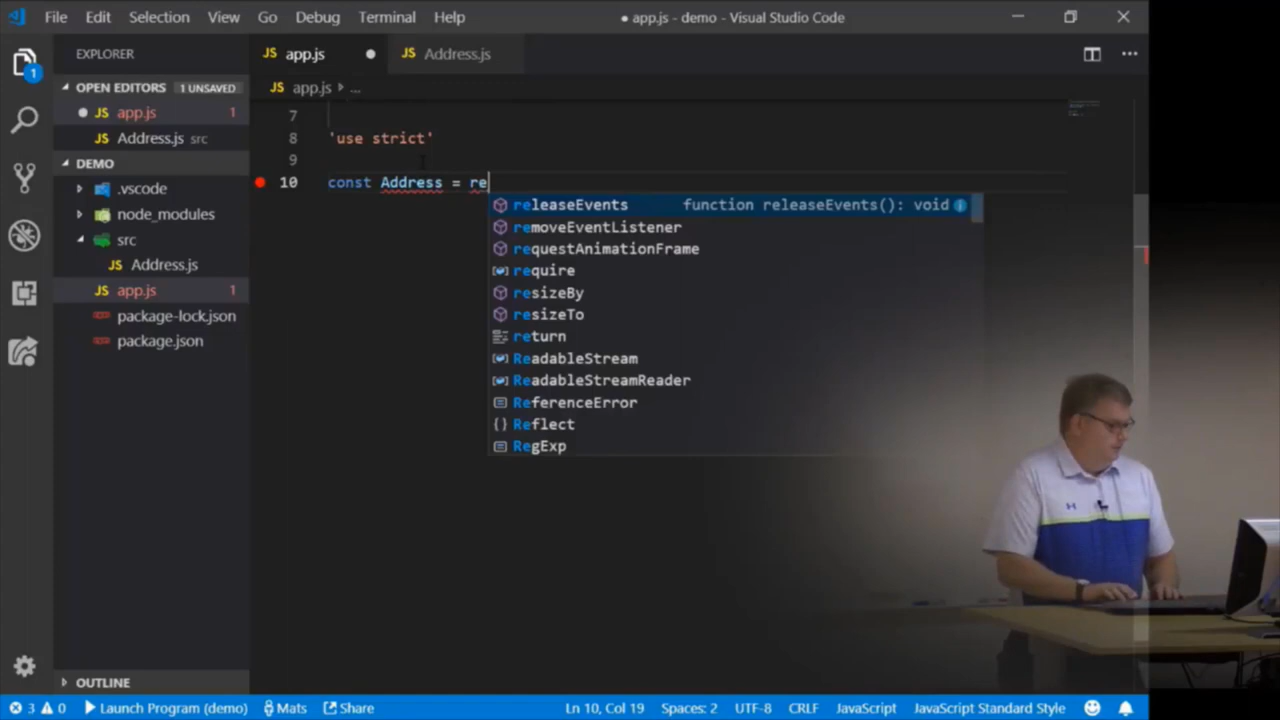 File Edit Selection View Go Debug Terminal Help ● app.js - demo - Visual Studio Code
EXPLORER
JS app.js ● JS Address.js
1
OPEN EDITORS 1 UNSAVED
JS app.js > ...
● JS app.js 1
JS Address.js src
DEMO
.vscode
node_modules
src
JS Address.js
JS app.js 1
package-lock.json
package.json
OUTLINE
7
8 'use strict'
9
10 const Address = re
releaseEvents function releaseEvents(): void
removeEventListener
requestAnimationFrame
require
resizeBy
resizeTo
return
ReadableStream
ReadableStreamReader
ReferenceError
Reflect
RegExp
3 0 Launch Program (demo) Mats Share Ln 10, Col 19 Spaces: 2 UTF-8 CRLF JavaScript JavaScript Standard Style